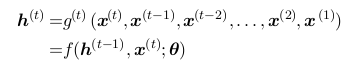 h^(t) = g^(t)(x^(t), x^(t−1), x^(t−2), . . . , x^(2), x^(1))
= f(h^(t−1), x^(t); θ)